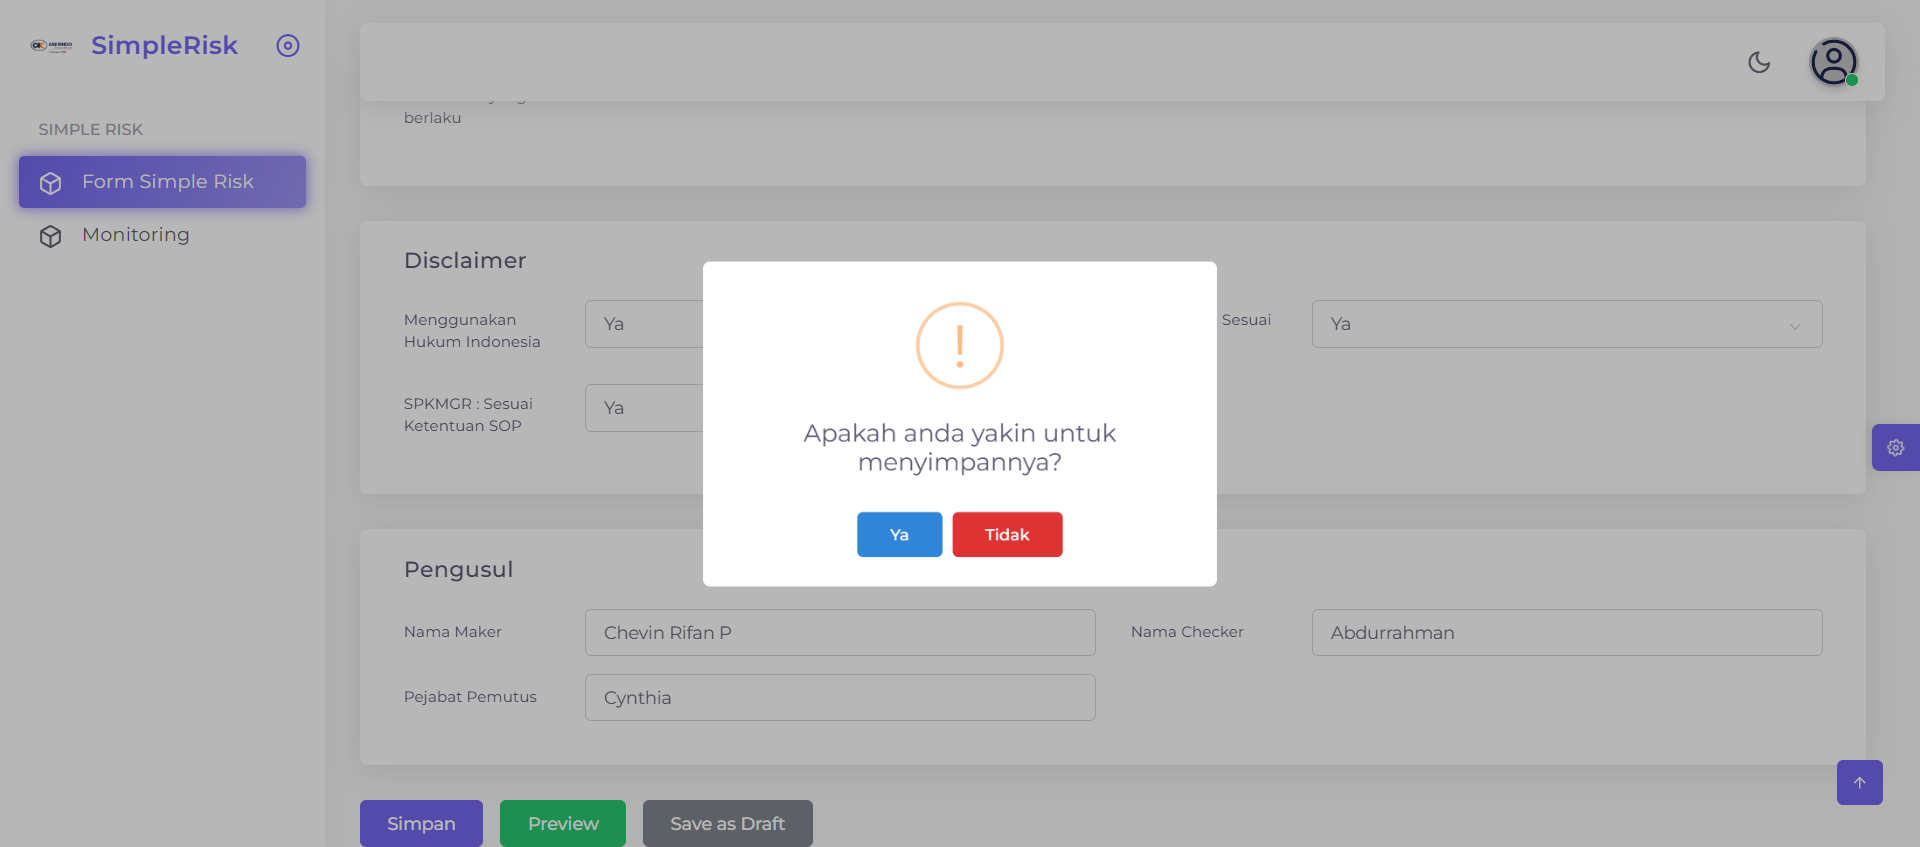 SimpleRisk
SIMPLE RISK
Form Simple Risk
Monitoring
berlaku
Disclaimer
Menggunakan
Hukum Indonesia
Ya
Sesuai
Ya
SPKMGR : Sesuai
Ketentuan SOP
Ya
Apakah anda yakin untuk
menyimpannya?
Ya
Tidak
Pengusul
Nama Maker
Chevin Rifan P
Nama Checker
Abdurrahman
Pejabat Pemutus
Cynthia
Simpan
Preview
Save as Draft